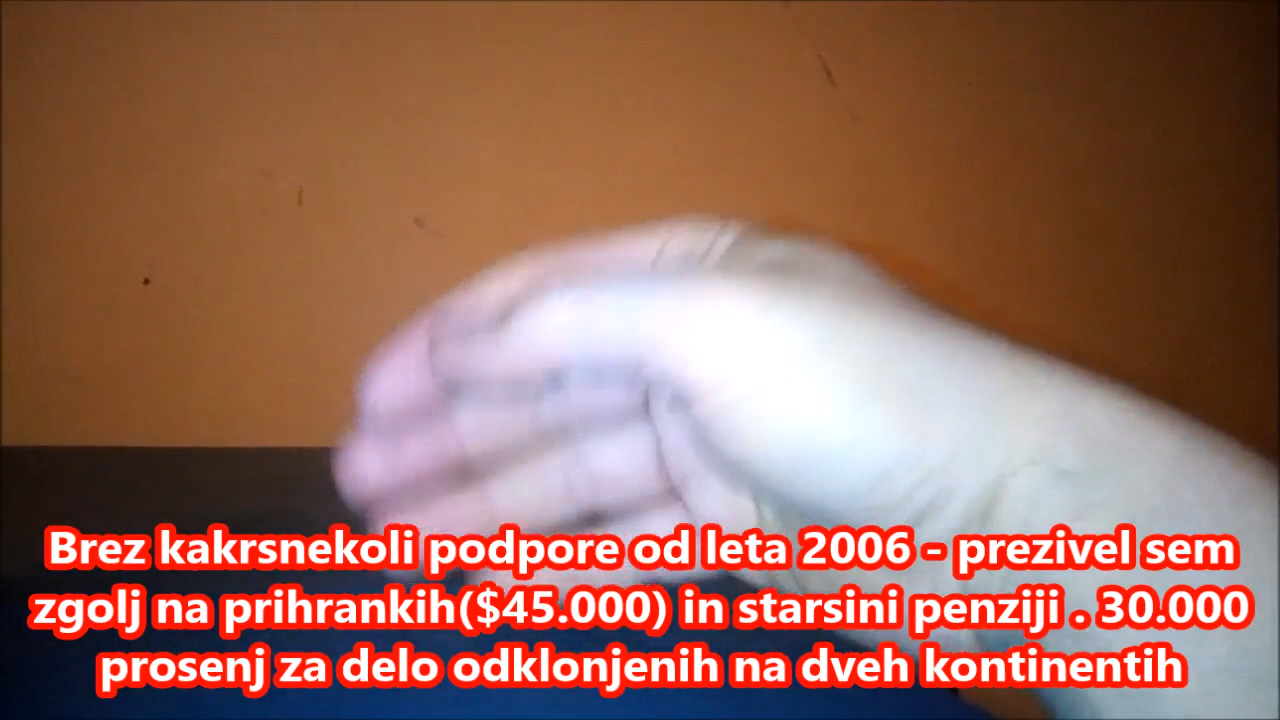 Brez kakrsnekoli podpore od leta 2006 - prezivel sem
zgolj na prihrankih($45.000) in starsini penziji . 30.000
prosenj za delo odklonjenih na dveh kontinentih